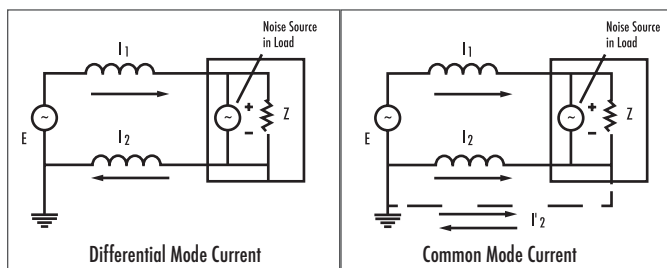 Noise Source
in Load
I1
~
E
~
+
−
Z
I2
Differential Mode Current
Noise Source
in Load
I1
~
E
~
+
−
Z
I2
I'2
Common Mode Current